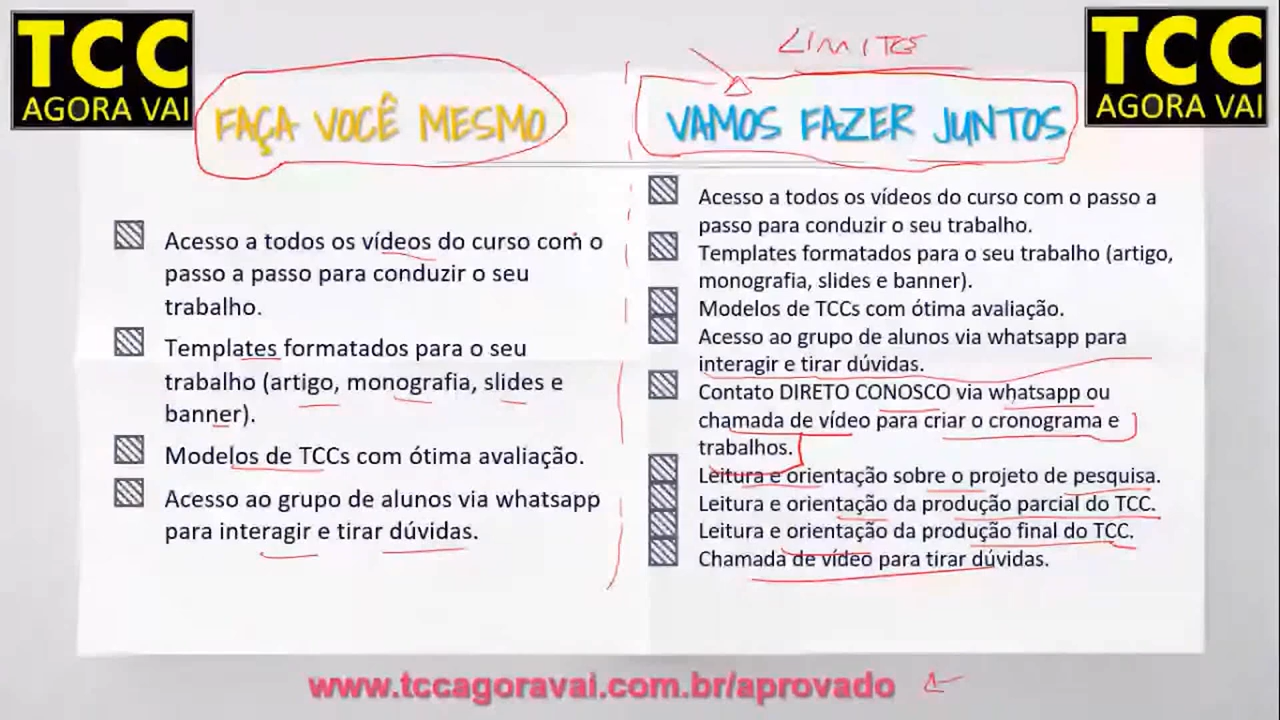 TCC
AGORA VAI
LIMITES
TCC
AGORA VAI
FAÇA VOCÊ MESMO
VAMOS FAZER JUNTOS
Acesso a todos os vídeos do curso com o
passo a passo para conduzir o seu
trabalho.
Templates formatados para o seu
trabalho (artigo, monografia, slides e
banner).
Modelos de TCCs com ótima avaliação.
Acesso ao grupo de alunos via whatsapp
para interagir e tirar dúvidas.
Acesso a todos os vídeos do curso com o passo a
passo para conduzir o seu trabalho.
Templates formatados para o seu trabalho (artigo,
monografia, slides e banner).
Modelos de TCCs com ótima avaliação.
Acesso ao grupo de alunos via whatsapp para
interagir e tirar dúvidas.
Contato DIRETO CONOSCO via whatsapp ou
chamada de vídeo para criar o cronograma e
trabalhos.
Leitura e orientação sobre o projeto de pesquisa.
Leitura e orientação da produção parcial do TCC.
Leitura e orientação da produção final do TCC.
Chamada de vídeo para tirar dúvidas.
www.tccagoravai.com.br/aprovado